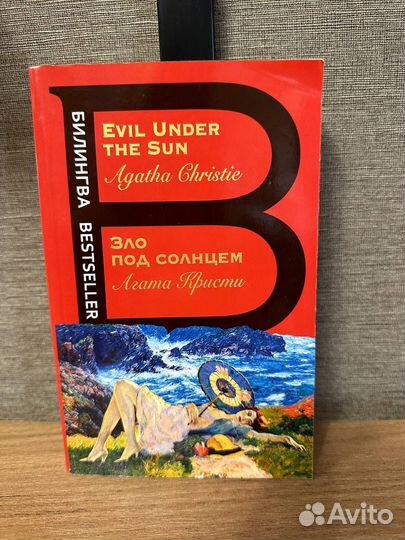 БИЛИНГВА BESTSELLER
EVIL UNDER
THE SUN
Agatha Christie
ЗЛО
ПОД СОЛНЦЕМ
Агата Кристи
B
Avito